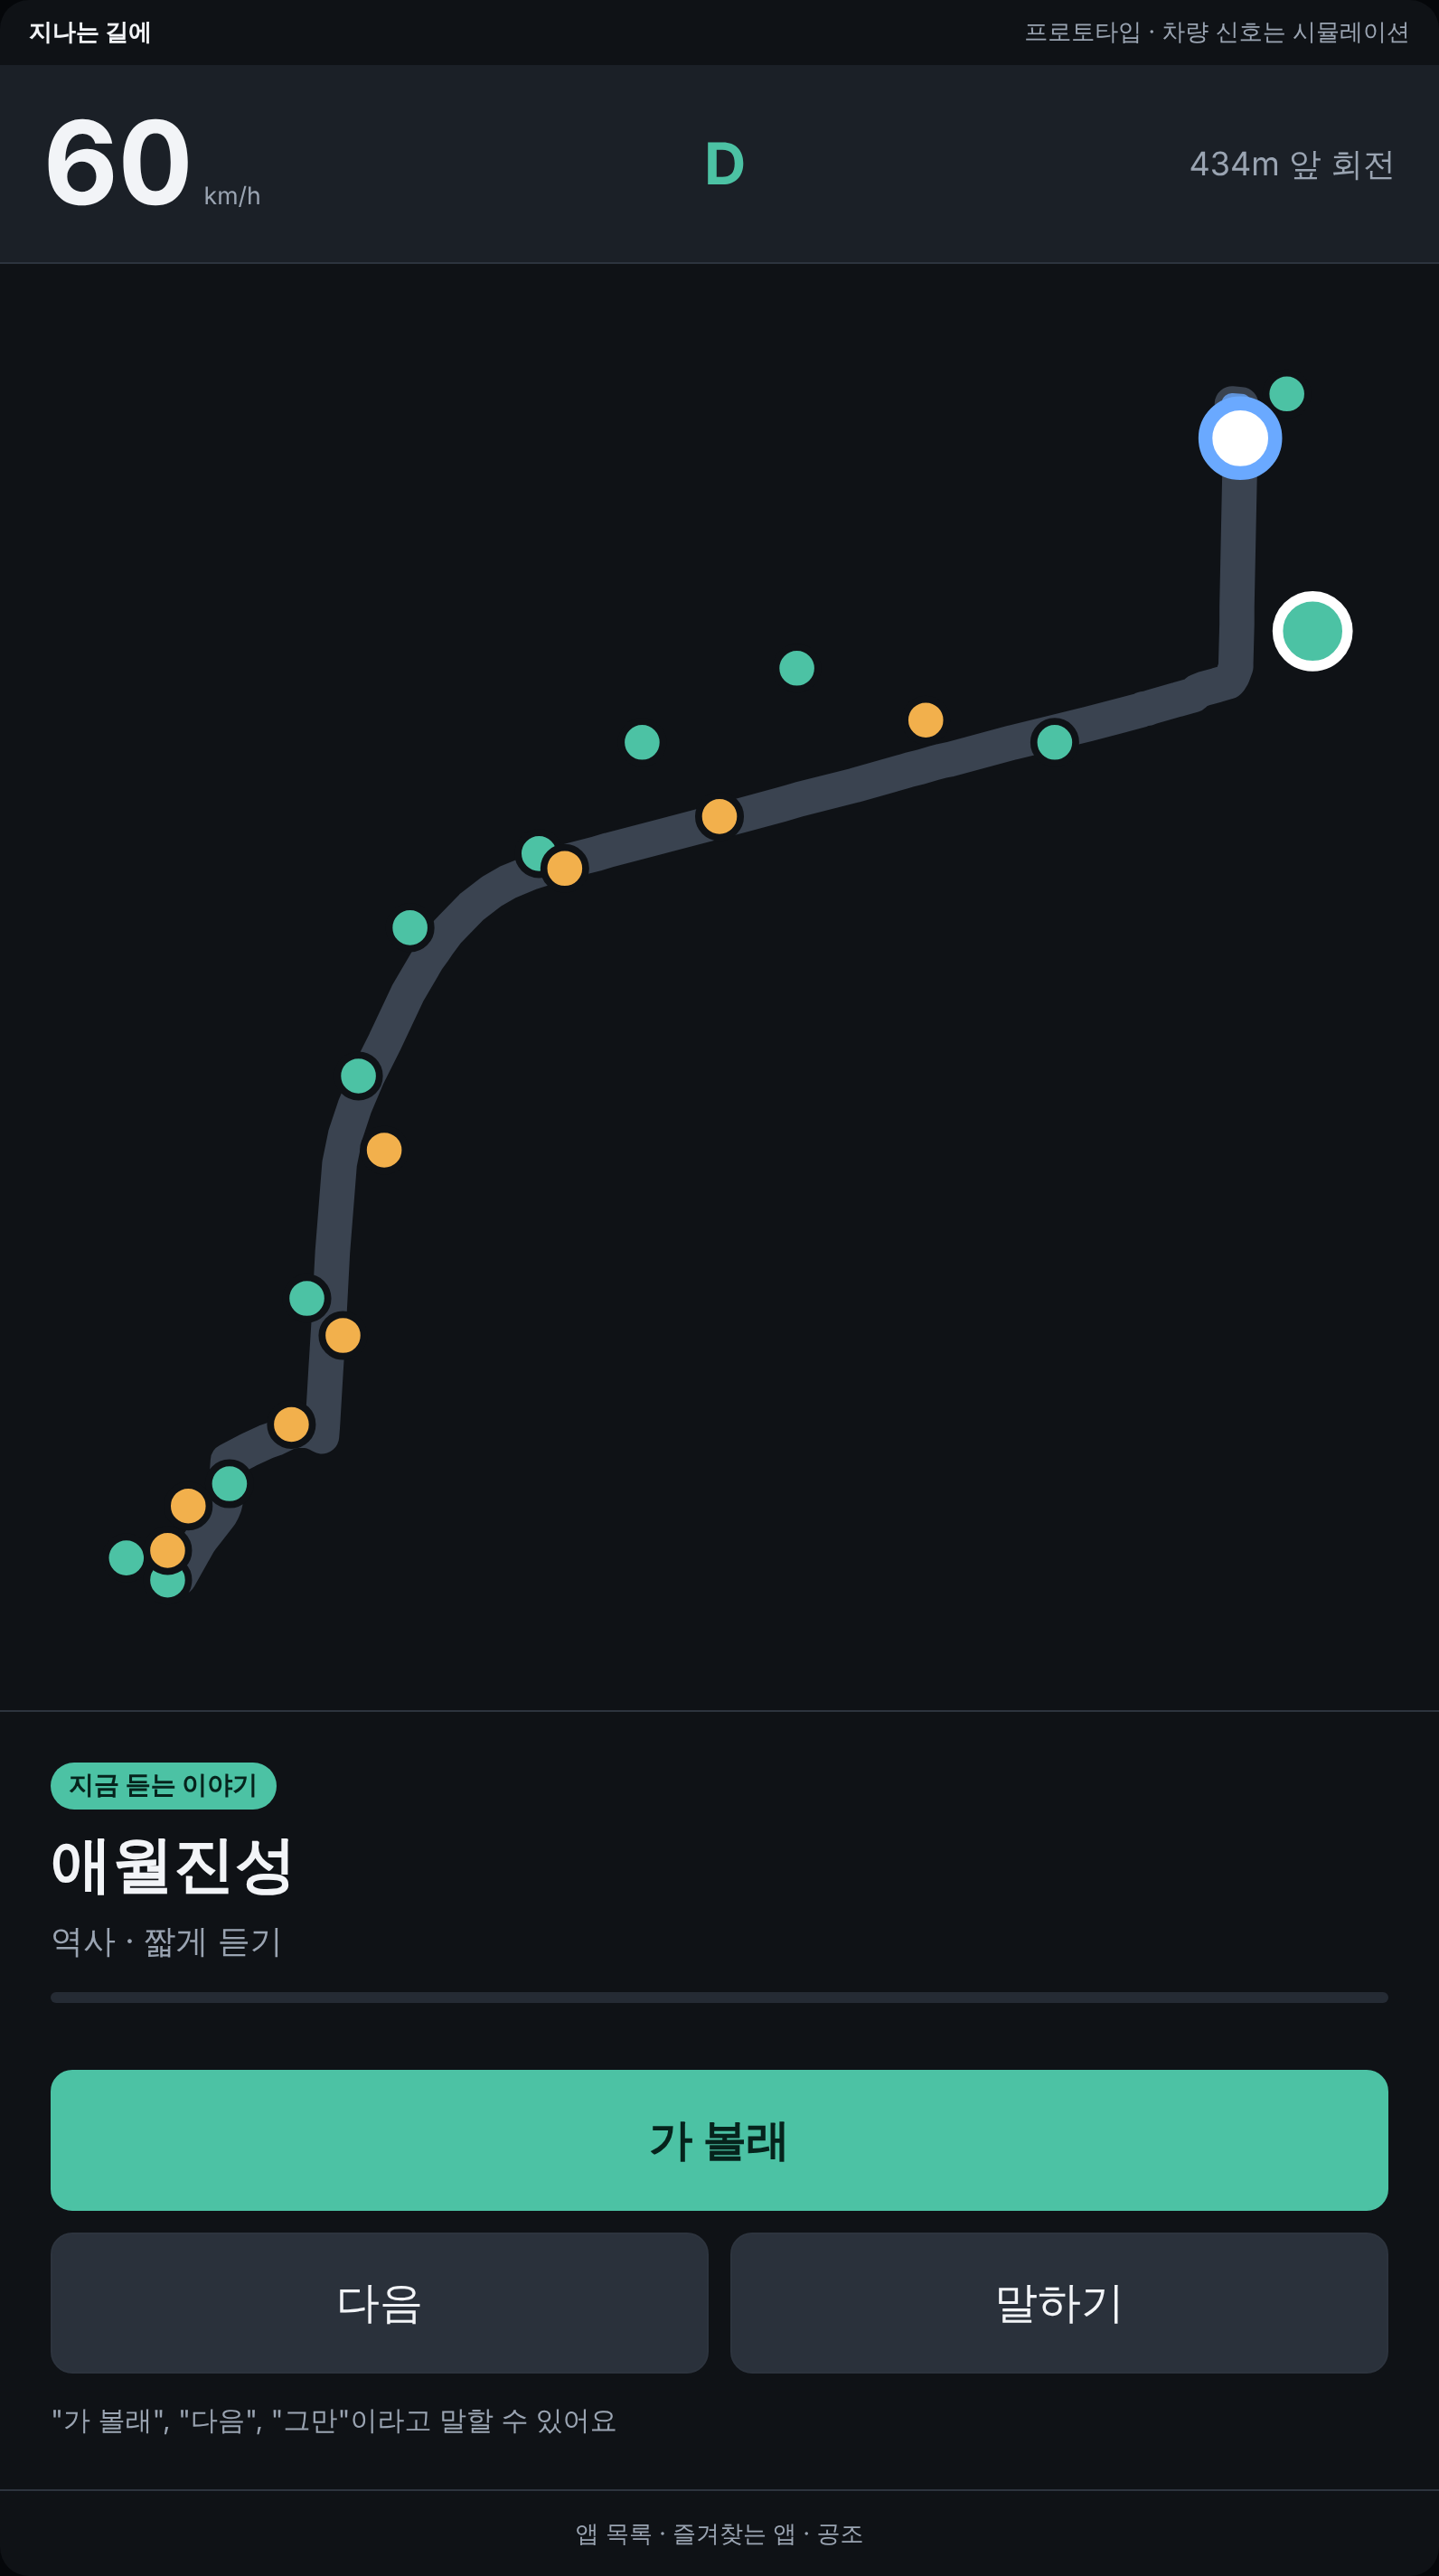 지나는 길에
프로토타입 · 차량 신호는 시뮬레이션
60 km/h
D
434m 앞 회전
지금 듣는 이야기
애월진성
역사 · 짧게 듣기
가 볼래
다음
말하기
"가 볼래", "다음", "그만"이라고 말할 수 있어요
앱 목록 · 즐겨찾는 앱 · 공조